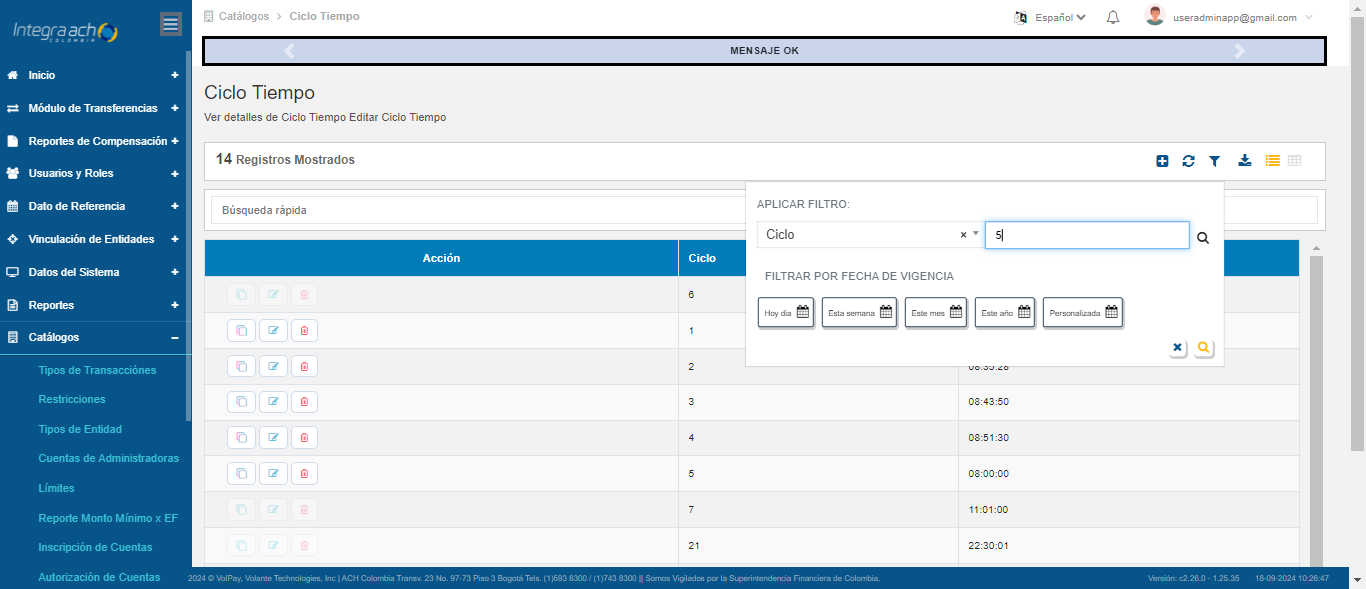 Integra ach
COLOMBIA
Catálogos > Ciclo Tiempo
Español
useradminapp@gmail.com
MENSAJE OK
Inicio +
Módulo de Transferencias +
Reportes de Compensación +
Usuarios y Roles +
Dato de Referencia +
Vinculación de Entidades +
Datos del Sistema +
Reportes +
Catálogos −
Tipos de Transacciónes
Restricciones
Tipos de Entidad
Cuentas de Administradoras
Límites
Reporte Monto Mínimo x EF
Inscripción de Cuentas
Autorización de Cuentas
Ciclo Tiempo
Ver detalles de Ciclo Tiempo Editar Ciclo Tiempo
14 Registros Mostrados
Búsqueda rápida
APLICAR FILTRO:
Ciclo × 5
FILTRAR POR FECHA DE VIGENCIA
Hoy dia Esta semana Este mes Este año Personalizada
Acción Ciclo
6
1
2 08:35:28
3 08:43:50
4 08:51:30
5 08:00:00
7 11:01:00
21 22:30:01
2024 © VolPay, Volante Technologies, Inc | ACH Colombia Transv. 23 No. 97-73 Piso 3 Bogotá Tels. (1)593 8300 / (1)743 8300 || Somos Vigilados por la Superintendencia Financiera de Colombia.
Versión: c2.26.0 - 1.25.35 18-09-2024 10:26:47